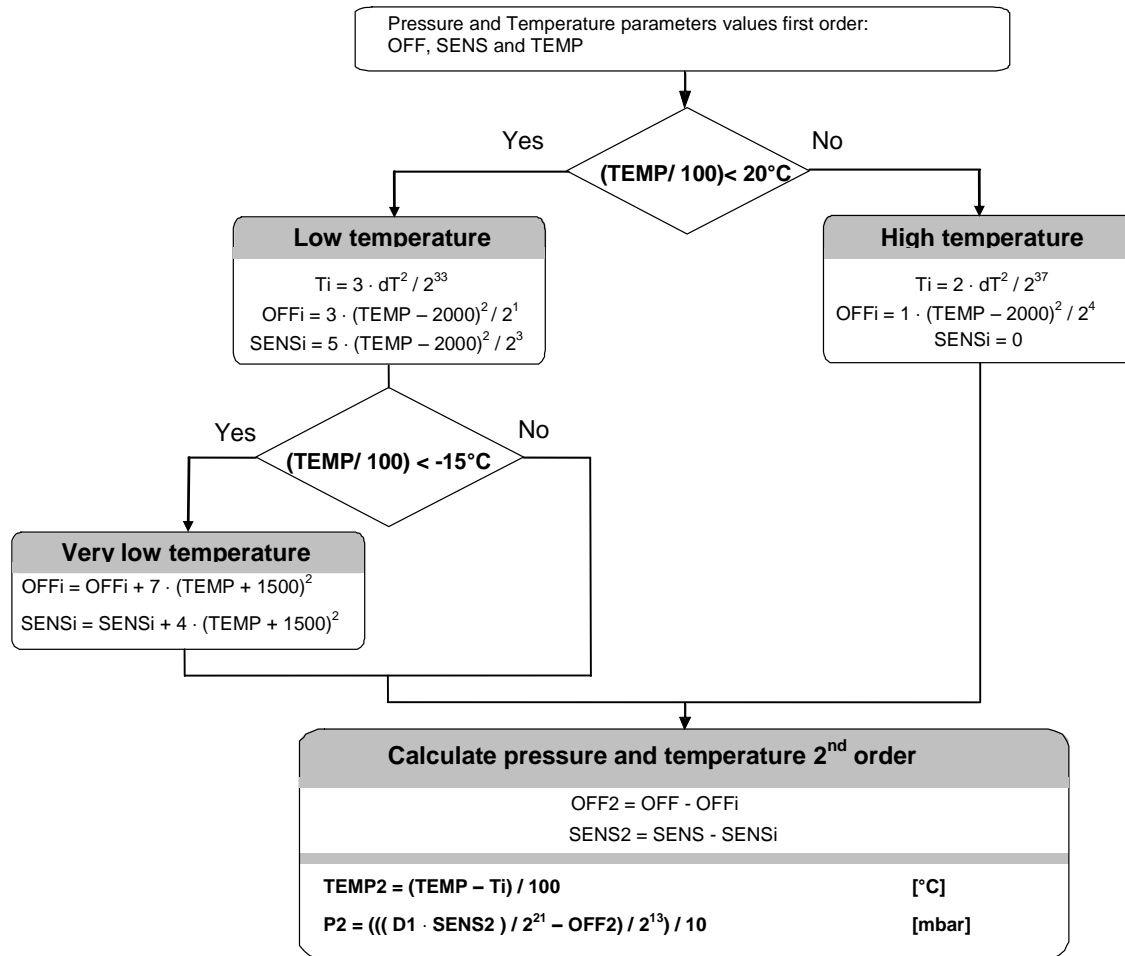 Pressure and Temperature parameters values first order:
OFF, SENS and TEMP
Yes
No
(TEMP/ 100)< 20°C
Low temperature
Ti = 3 · dT² / 2³³
OFFi = 3 · (TEMP – 2000)² / 2¹
SENSi = 5 · (TEMP – 2000)² / 2³
High temperature
Ti = 2 · dT² / 2³⁷
OFFi = 1 · (TEMP – 2000)² / 2⁴
SENSi = 0
Yes
No
(TEMP/ 100) < -15°C
Very low temperature
OFFi = OFFi + 7 · (TEMP + 1500)²
SENSi = SENSi + 4 · (TEMP + 1500)²
Calculate pressure and temperature 2ⁿᵈ order
OFF2 = OFF - OFFi
SENS2 = SENS - SENSi
TEMP2 = (TEMP – Ti) / 100 [°C]
P2 = ((( D1 · SENS2 ) / 2²¹ – OFF2) / 2¹³) / 10 [mbar]